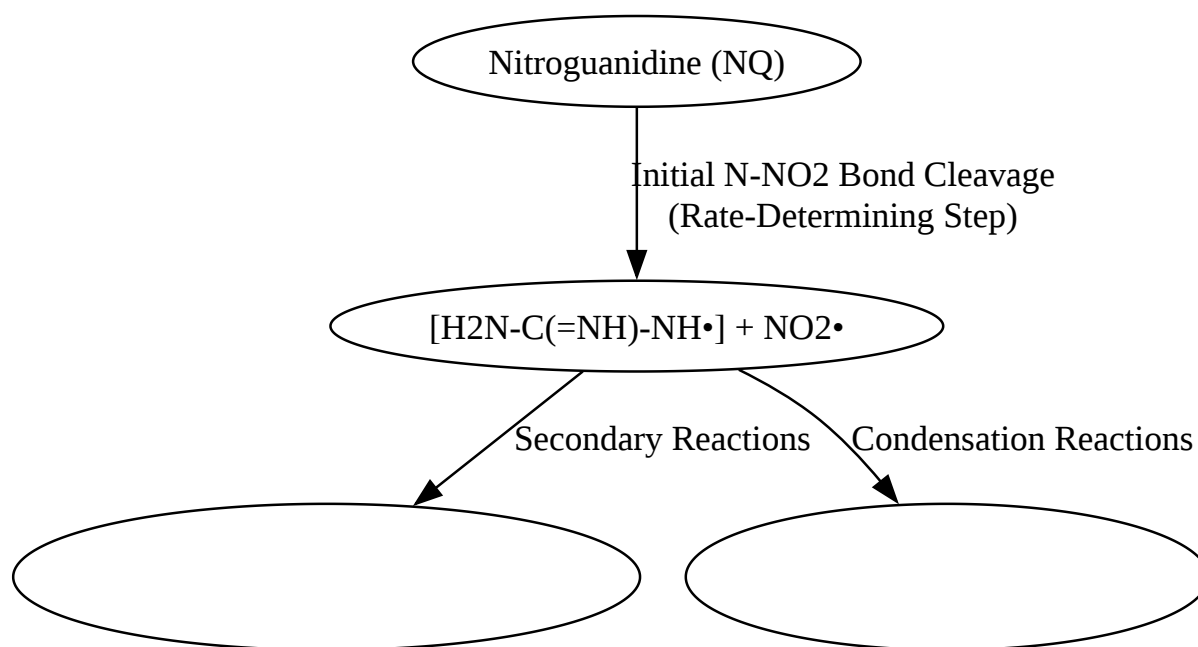 Nitroguanidine (NQ)
Initial N-NO2 Bond Cleavage
(Rate-Determining Step)
[H2N-C(=NH)-NH•] + NO2•
Secondary Reactions
Condensation Reactions